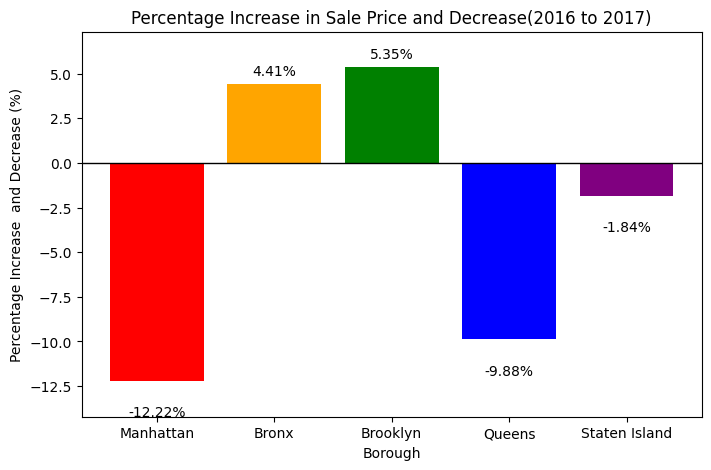 Percentage Increase in Sale Price and Decrease(2016 to 2017)
Percentage Increase  and Decrease (%)
5.0
2.5
0.0
−2.5
−5.0
−7.5
−10.0
−12.5
-12.22%
4.41%
5.35%
-9.88%
-1.84%
Manhattan
Bronx
Brooklyn
Queens
Staten Island
Borough